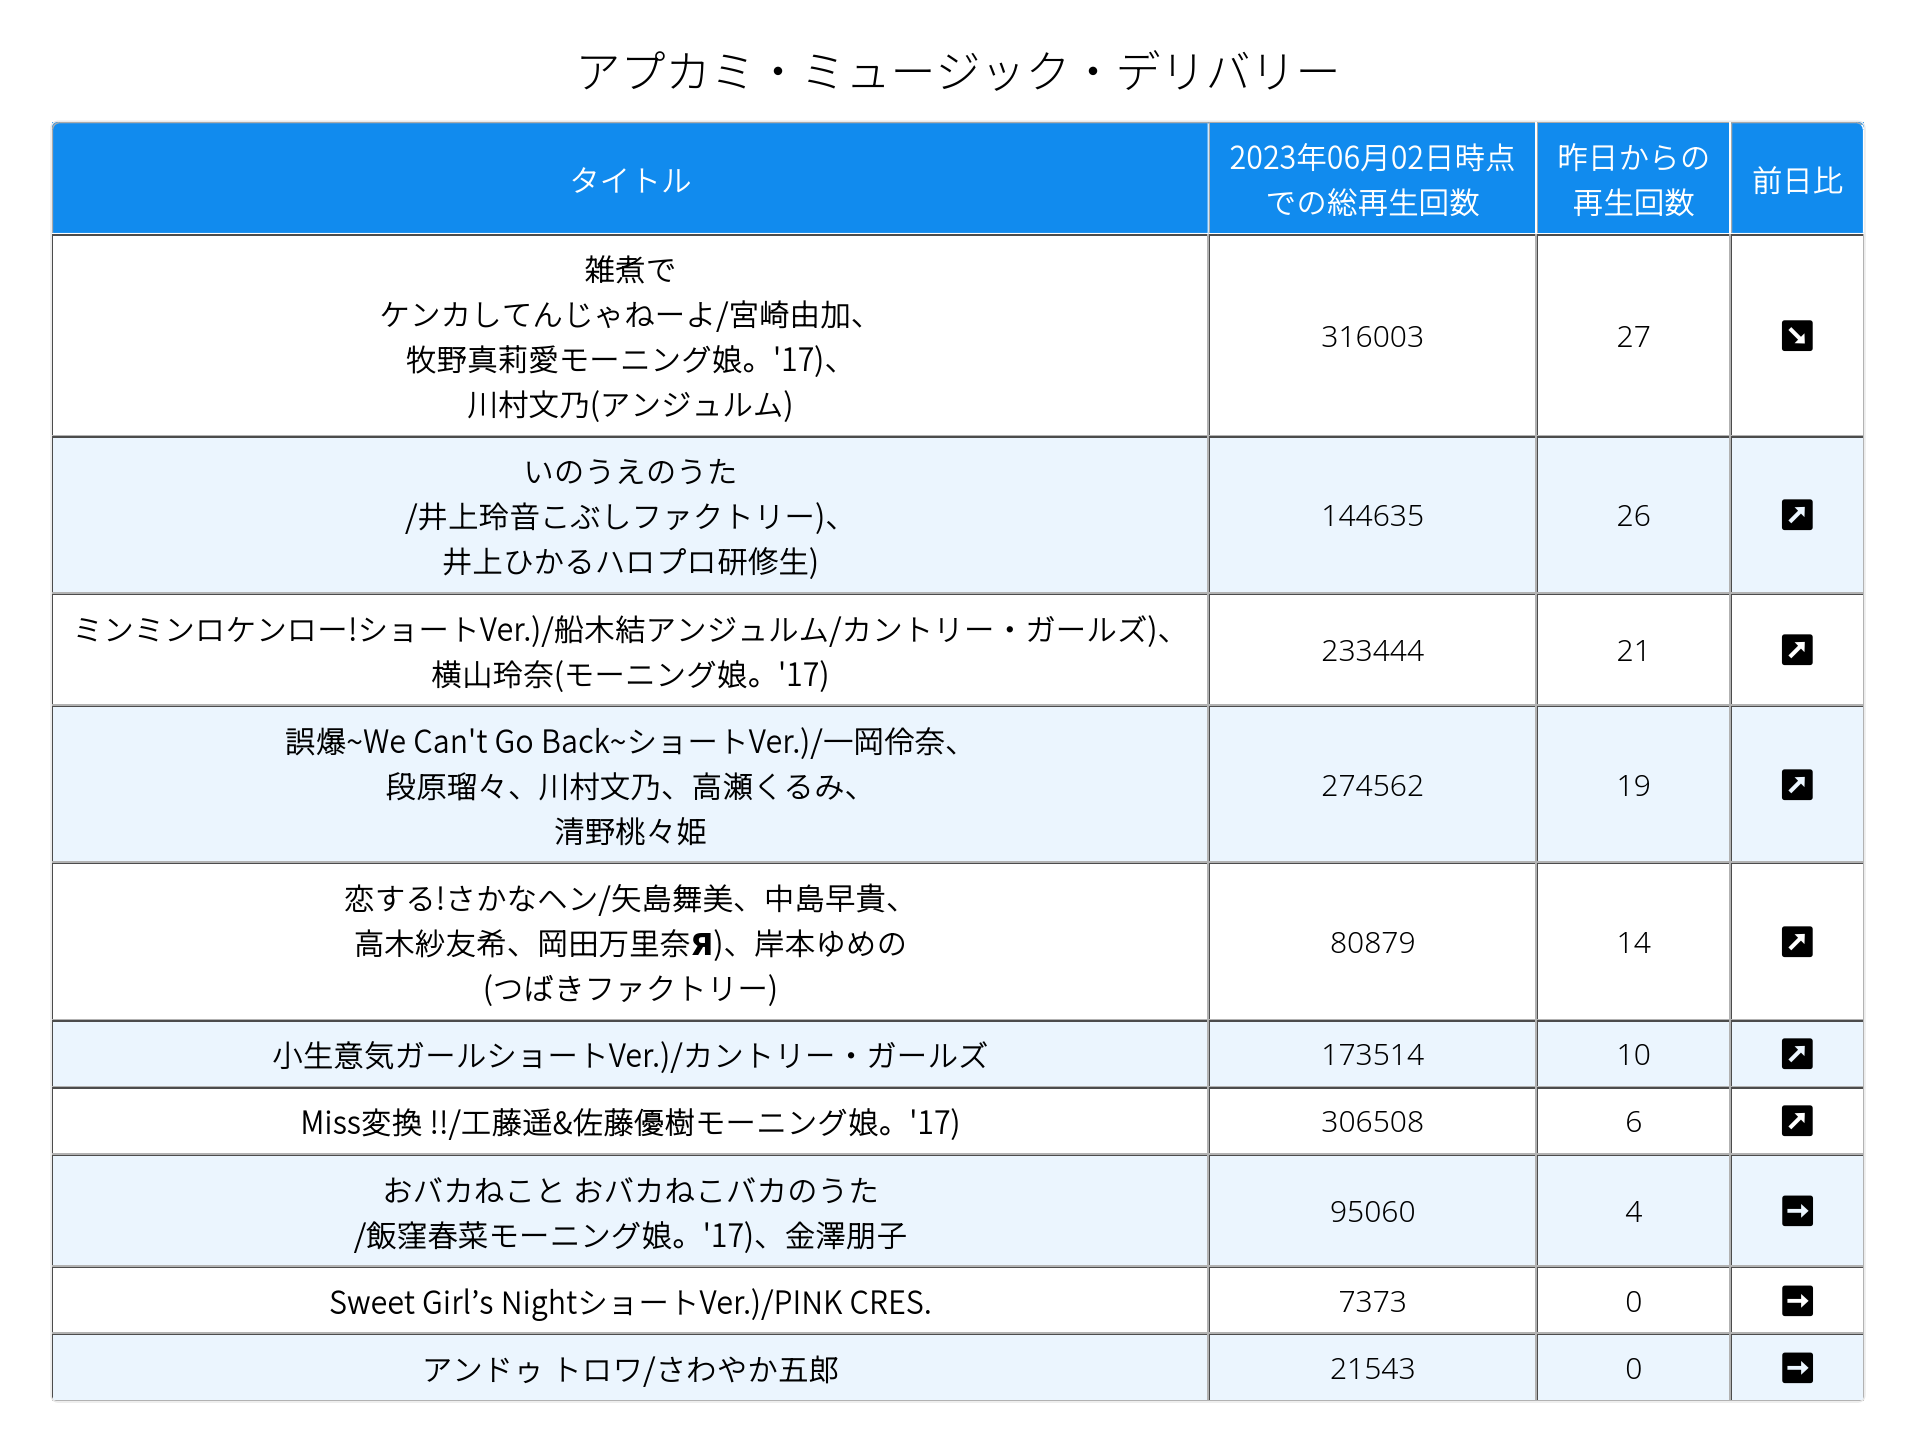 アプカミ・ミュージック・デリバリー
タイトル
2023年06月02日時点
での総再生回数
昨日からの
再生回数
前日比
雑煮で
ケンカしてんじゃねーよ/宮崎由加、
牧野真莉愛モーニング娘。'17)、
川村文乃(アンジュルム)
316003
27
いのうえのうた
/井上玲音こぶしファクトリー)、
井上ひかるハロプロ研修生)
144635
26
ミンミンロケンロー!ショートVer.)/船木結アンジュルム/カントリー・ガールズ)、
横山玲奈(モーニング娘。'17)
233444
21
誤爆~We Can't Go Back~ショートVer.)/一岡伶奈、
段原瑠々、川村文乃、高瀬くるみ、
清野桃々姫
274562
19
恋する!さかなヘン/矢島舞美、中島早貴、
高木紗友希、岡田万里奈Я)、岸本ゆめの
(つばきファクトリー)
80879
14
小生意気ガールショートVer.)/カントリー・ガールズ
173514
10
Miss変換 !!/工藤遥&佐藤優樹モーニング娘。'17)
306508
6
おバカねこと おバカねこバカのうた
/飯窪春菜モーニング娘。'17)、金澤朋子
95060
4
Sweet Girl’s NightショートVer.)/PINK CRES.
7373
0
アンドゥ トロワ/さわやか五郎
21543
0